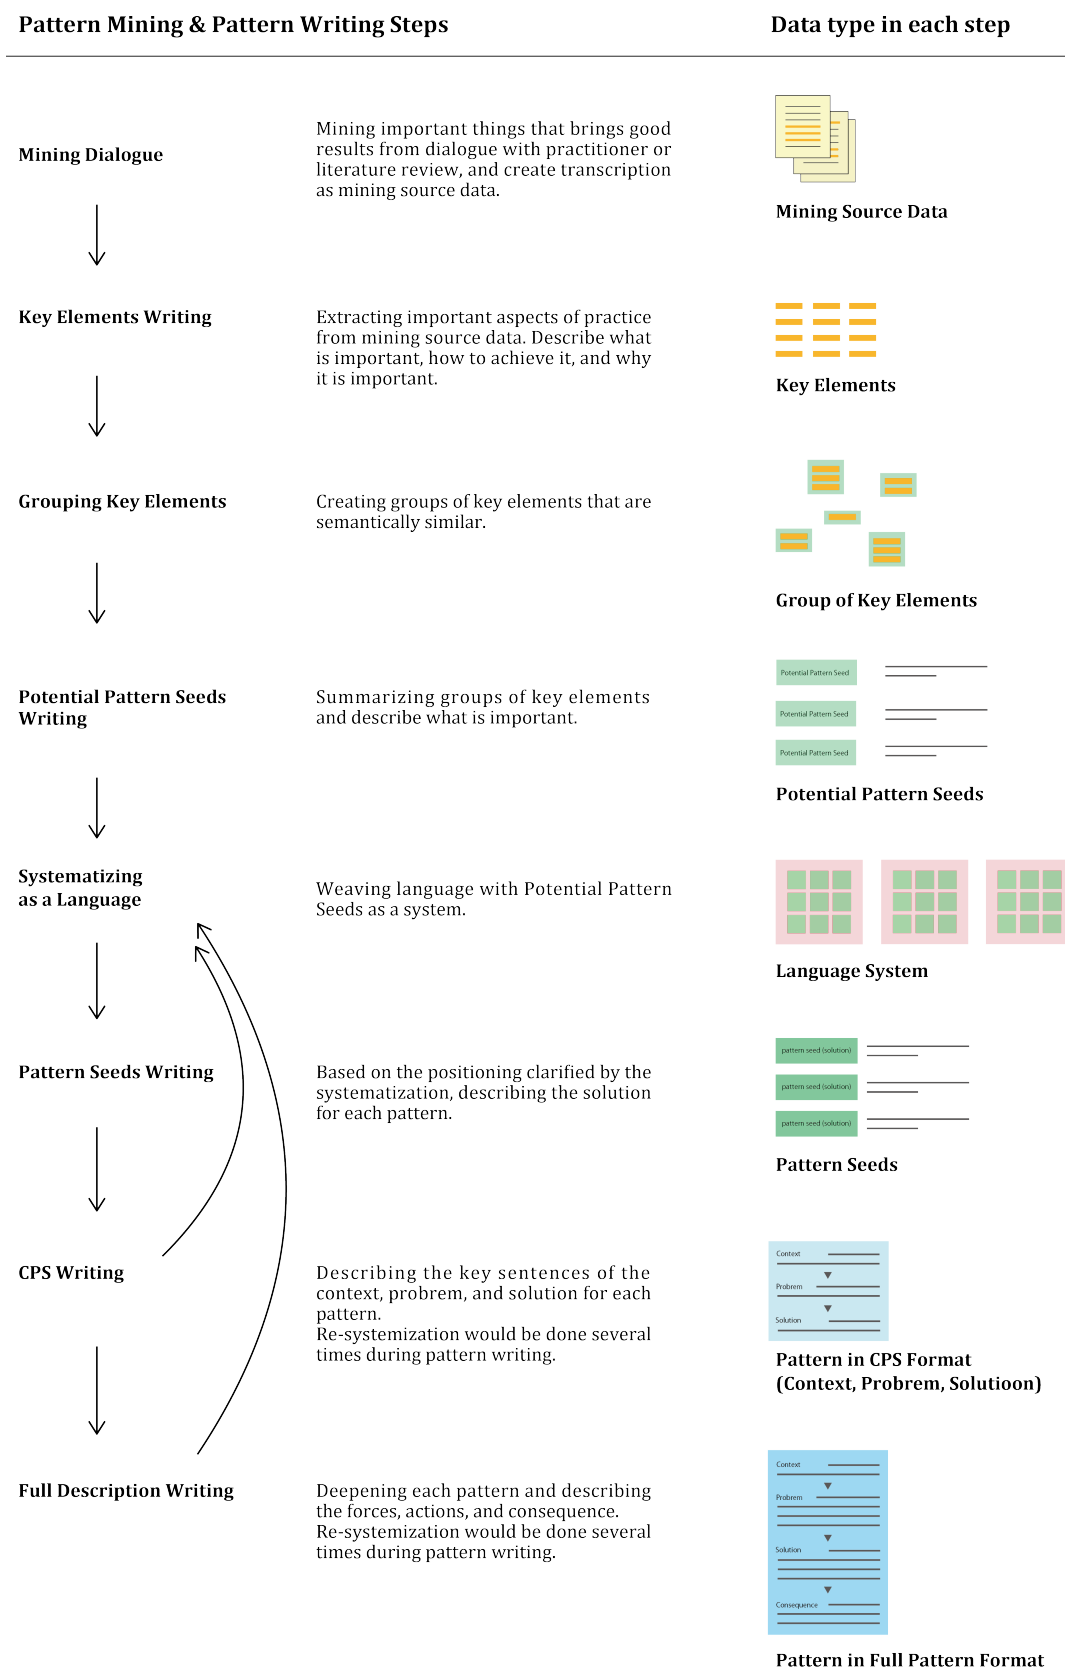 Pattern Mining & Pattern Writing Steps
Data type in each step
Mining Dialogue
Mining important things that brings good
results from dialogue with practitioner or
literature review, and create transcription
as mining source data.
Mining Source Data
Key Elements Writing
Extracting important aspects of practice
from mining source data. Describe what
is important, how to achieve it, and why
it is important.
Key Elements
Grouping Key Elements
Creating groups of key elements that are
semantically similar.
Group of Key Elements
Potential Pattern Seeds
Writing
Summarizing groups of key elements
and describe what is important.
Potential Pattern Seed
Potential Pattern Seed
Potential Pattern Seed
Potential Pattern Seeds
Systematizing
as a Language
Weaving language with Potential Pattern
Seeds as a system.
Language System
Pattern Seeds Writing
Based on the positioning clarified by the
systematization, describing the solution
for each pattern.
pattern seed (solution)
pattern seed (solution)
pattern seed (solution)
Pattern Seeds
CPS Writing
Describing the key sentences of the
context, probrem, and solution for each
pattern.
Re-systemization would be done several
times during pattern writing.
Context
Probrem
Solution
Pattern in CPS Format
(Context, Probrem, Solutioon)
Full Description Writing
Deepening each pattern and describing
the forces, actions, and consequence.
Re-systemization would be done several
times during pattern writing.
Context
Probrem
Solution
Consequence
Pattern in Full Pattern Format